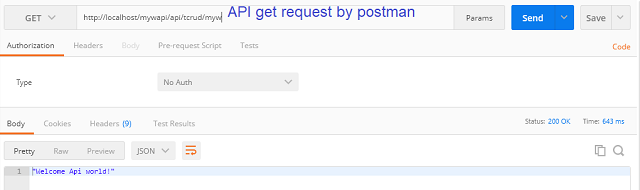 GET http://localhost/mywapi/api/tcrud/myw API get request by postman Params Send Save
Authorization Headers Body Pre-request Script Tests Code
Type No Auth
Body Cookies Headers (9) Test Results Status: 200 OK Time: 643 ms
Pretty Raw Preview JSON
1 "Welcome Api world!"